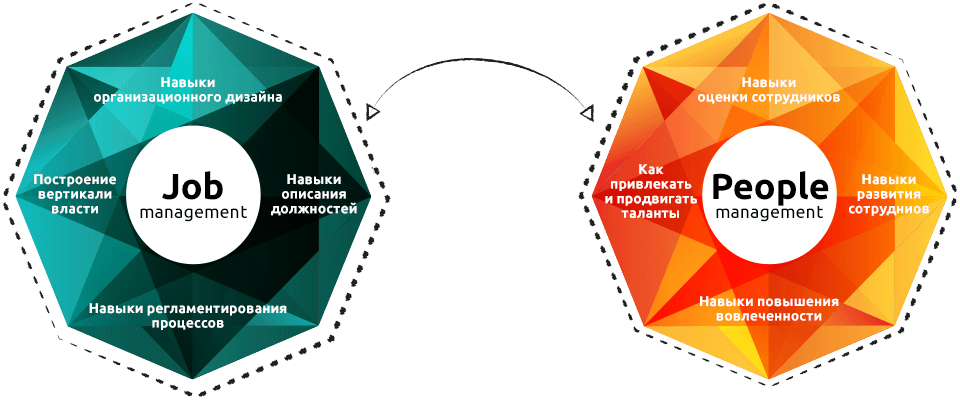 Навыки
организационного дизайна
Построение
вертикали
власти
Job
management
Навыки
описания
должностей
Навыки регламентирования
процессов
Навыки
оценки сотрудников
Как
привлекать
и продвигать
таланты
People
management
Навыки
развития
сотрудниов
Навыки повышения
вовлеченности